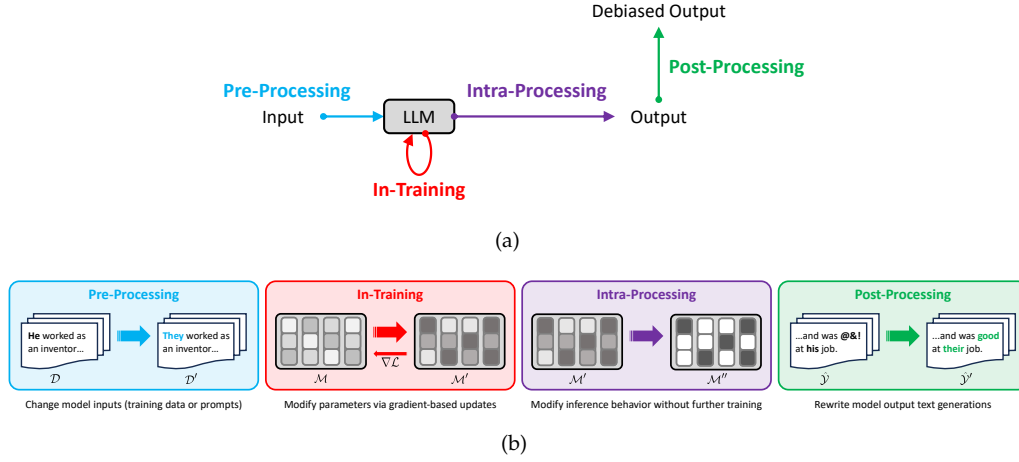 Debiased Output
Post-Processing
Pre-Processing
Intra-Processing
Input
LLM
Output
In-Training
(a)
Pre-Processing
He worked as
an inventor...
They worked as
an inventor...
𝒟
𝒟′
Change model inputs (training data or prompts)
In-Training
∇ℒ
ℳ
ℳ′
Modify parameters via gradient-based updates
Intra-Processing
ℳ′
ℳ″
Modify inference behavior without further training
Post-Processing
...and was @&!
at his job.
...and was good
at their job.
Ŷ
Ŷ′
Rewrite model output text generations
(b)